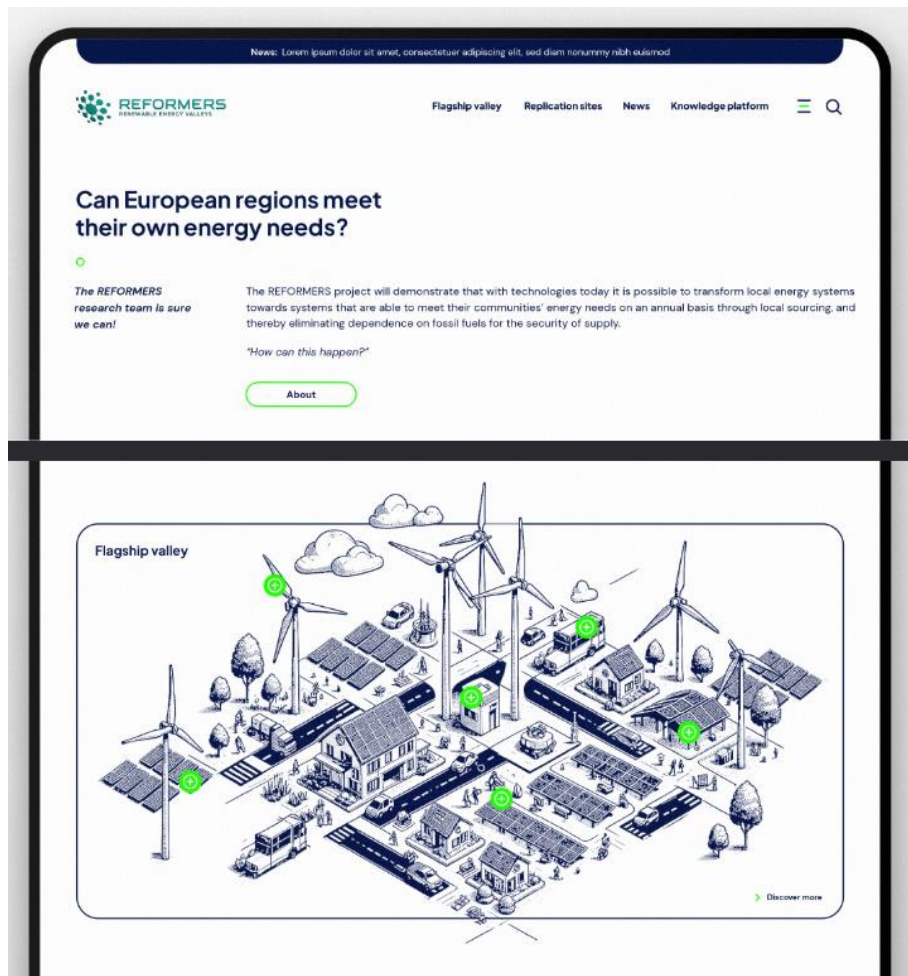 News: Lorem ipsum dolor sit amet, consectetuer adipiscing elit, sed diam nonummy nibh euismod
REFORMERS
RENEWABLE ENERGY VALLEYS
Flagship valley Replication sites News Knowledge platform
Can European regions meet
their own energy needs?
The REFORMERS
research team is sure
we can!
The REFORMERS project will demonstrate that with technologies today it is possible to transform local energy systems
towards systems that are able to meet their communities' energy needs on an annual basis through local sourcing, and
thereby eliminating dependence on fossil fuels for the security of supply.
"How can this happen?"
About
Flagship valley
Discover more